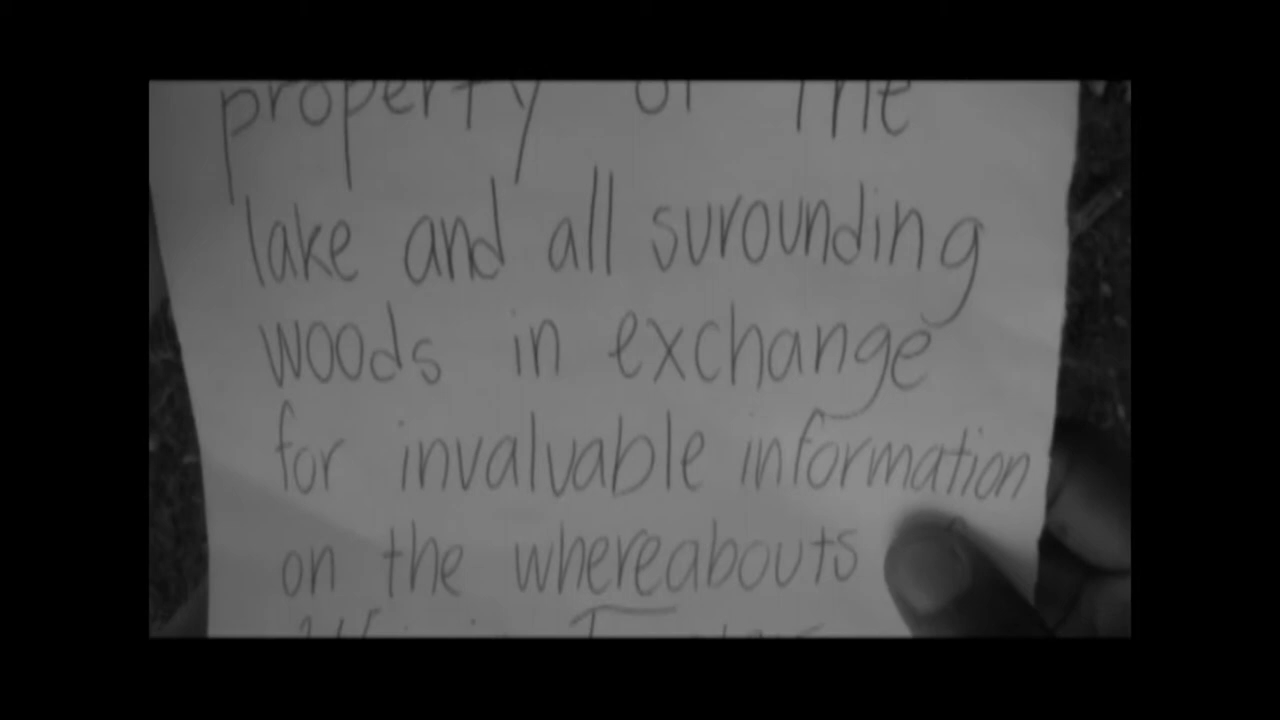 property of the
lake and all surounding
woods in exchange
for invaluable information
on the whereabouts